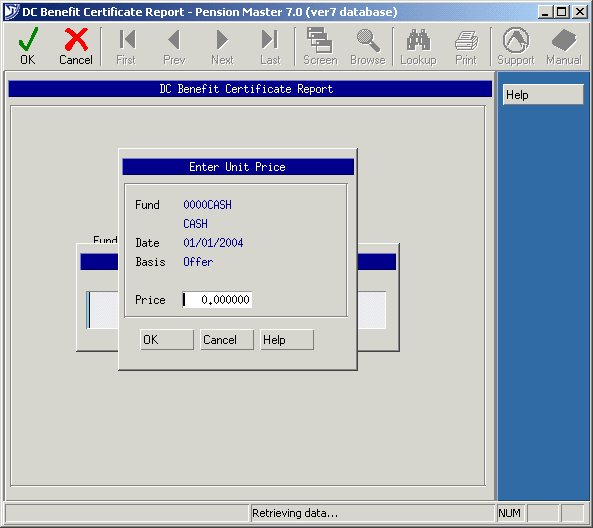 DC Benefit Certificate Report - Pension Master 7.0 (ver7 database)
OK Cancel First Prev Next Last Screen Browse Lookup Print Support Manual
DC Benefit Certificate Report
Help
Enter Unit Price
Fund 0000CASH
CASH
Fund
Date 01/01/2004
Basis Offer
Price 0.000000
OK Cancel Help
Retrieving data... NUM